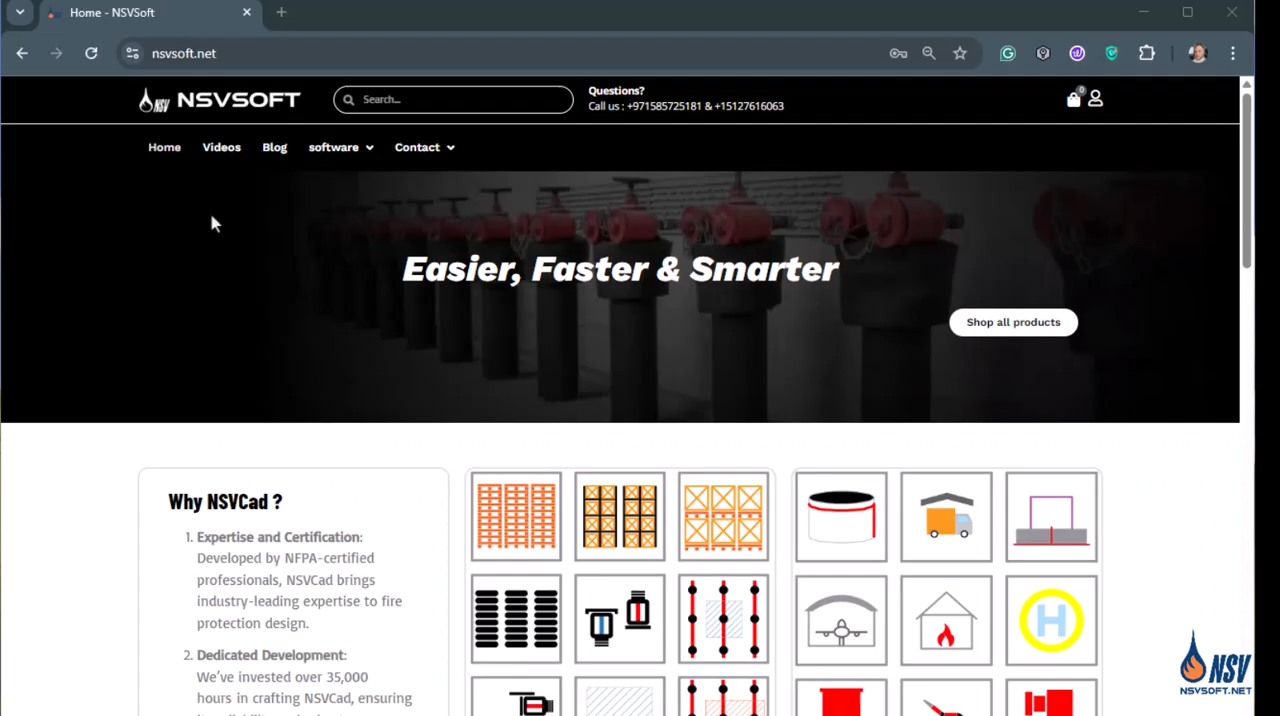 Home - NSVSoft
nsvsoft.net
NSV NSVSOFT
Search...
Questions?
Call us : +971585725181 & +15127616063
0
Home
Videos
Blog
software
Contact
Easier, Faster & Smarter
Shop all products
Why NSVCad ?
1. Expertise and Certification:
Developed by NFPA-certified
professionals, NSVCad brings
industry-leading expertise to fire
protection design.
2. Dedicated Development:
We've invested over 35,000
hours in crafting NSVCad, ensuring
H
NSV
NSVSOFT.NET